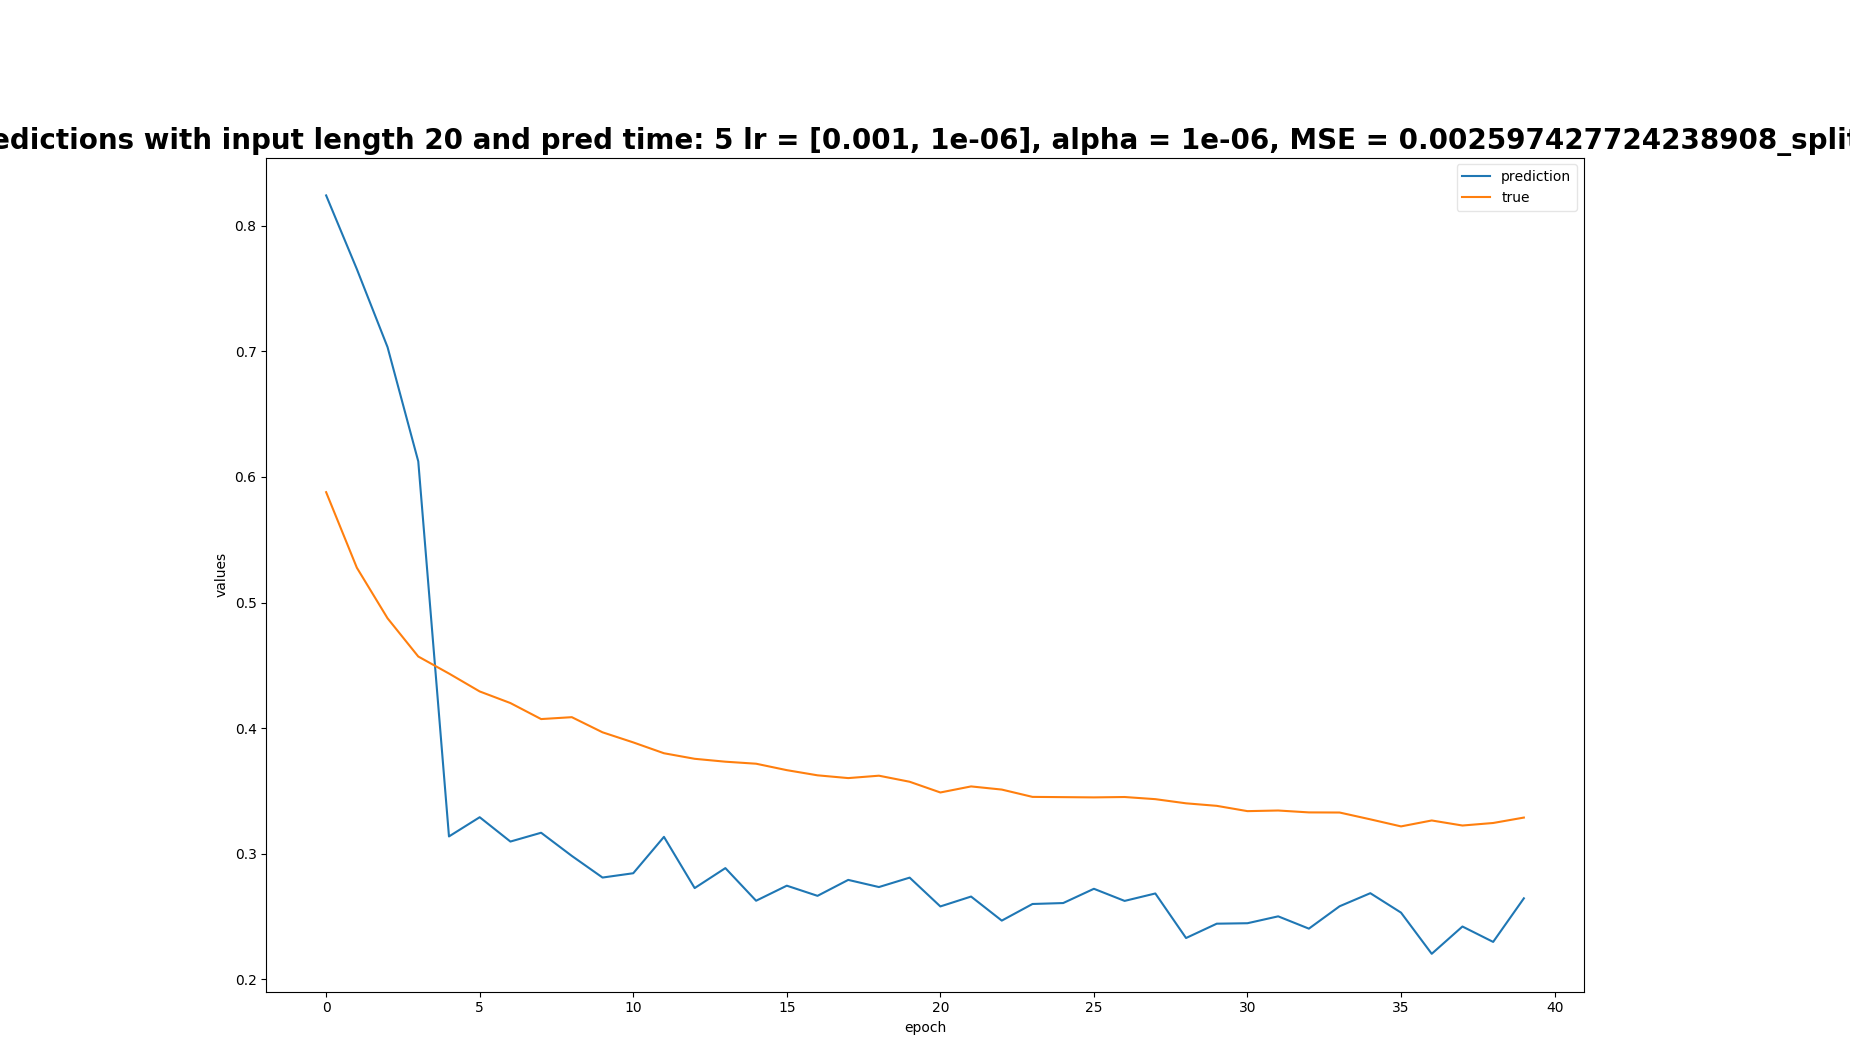 edictions with input length 20 and pred time: 5 lr = [0.001, 1e-06], alpha = 1e-06, MSE = 0.002597427724238908_split
prediction
true
0.8
0.7
0.6
0.5
0.4
0.3
0.2
values
0 5 10 15 20 25 30 35 40
epoch